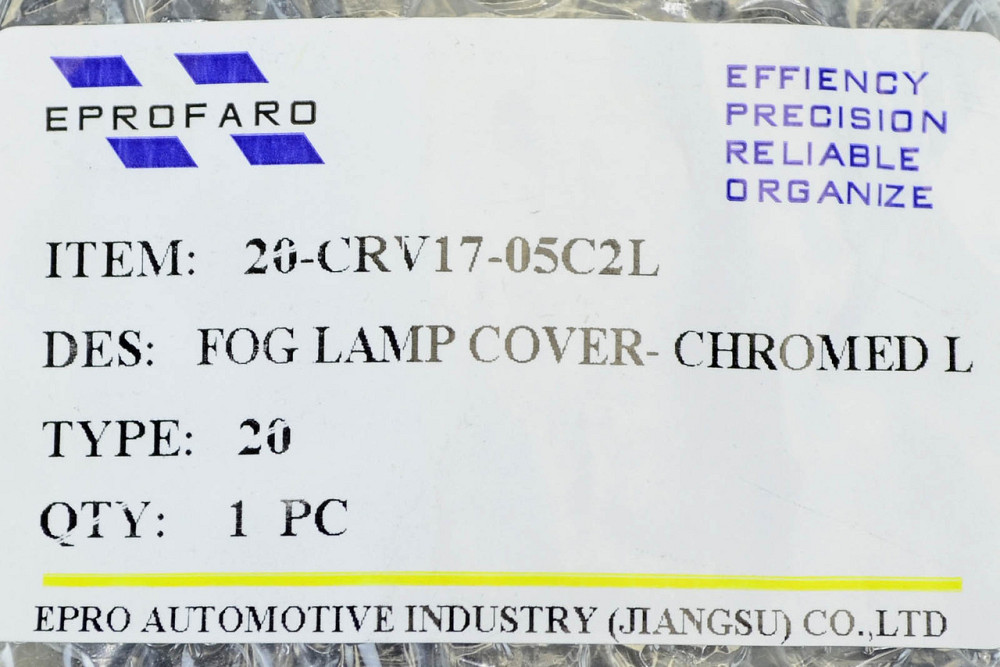 EPROFARO
EFFIENCY
PRECISION
RELIABLE
ORGANIZE
ITEM: 20-CRV17-05C2L
DES: FOG LAMP COVER- CHROMED L
TYPE: 20
QTY: 1 PC
EPRO AUTOMOTIVE INDUSTRY (JIANGSU) CO.,LTD